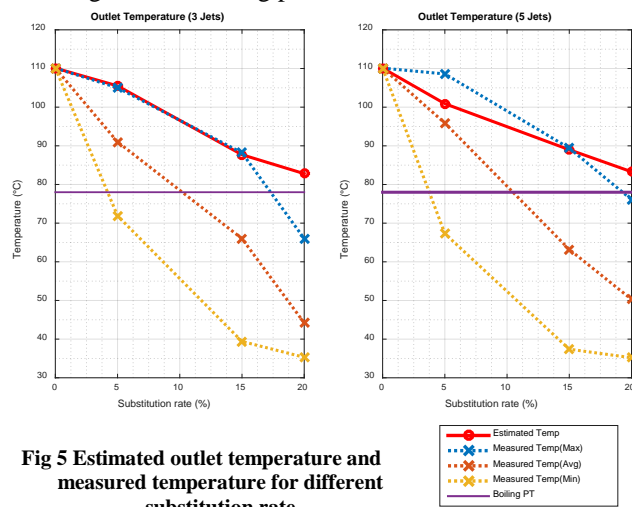 Outlet Temperature (3 Jets)
120
110
100
90
80
70
60
50
40
30
0
5
10
15
20
Temperature (°C)
Substitution rate (%)
Outlet Temperature (5 Jets)
120
110
100
90
80
70
60
50
40
30
0
5
10
15
20
Temperature (°C)
Substitution rate (%)
Estimated Temp
Measured Temp(Max)
Measured Temp(Avg)
Measured Temp(Min)
Boiling PT
Fig 5 Estimated outlet temperature and
measured temperature for different
substitution rate